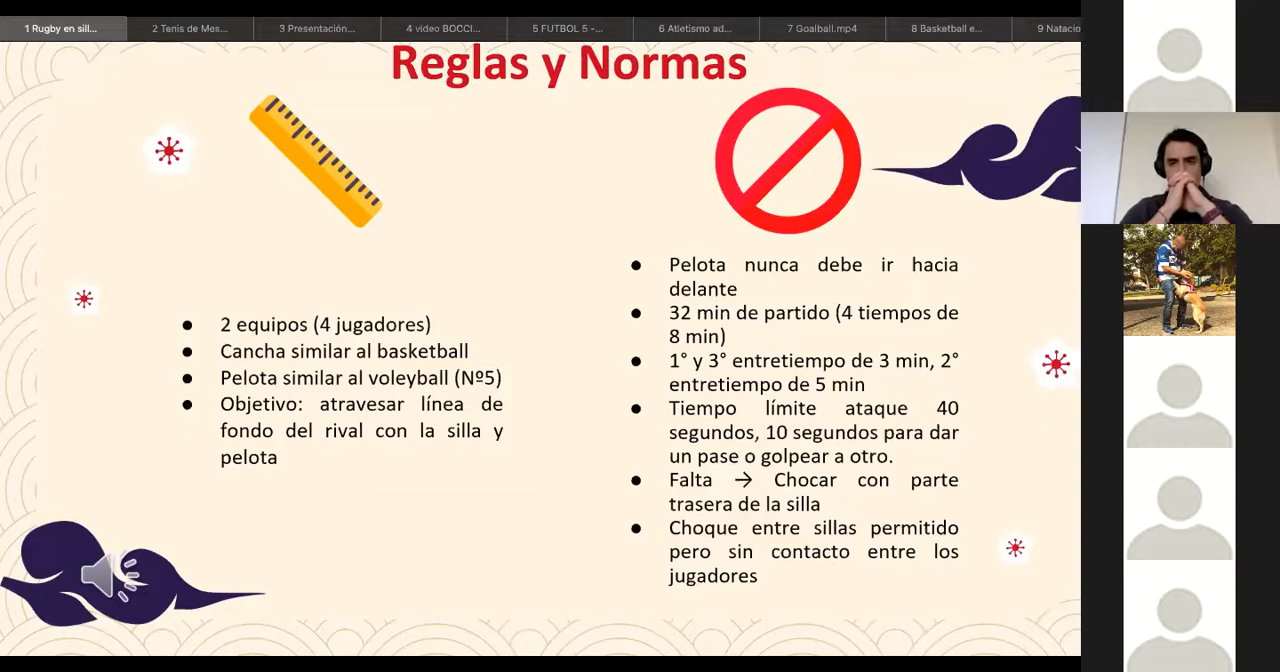 1 Rugby en sill...
2 Tenis de Mes...
3 Presentación...
4 video BOCCI...
5 FUTBOL 5 -...
6 Atletismo ad...
7 Goalball.mp4
8 Basketball e...
9 Natacio
Reglas y Normas
● 2 equipos (4 jugadores)
● Cancha similar al basketball
● Pelota similar al voleyball (Nº5)
● Objetivo: atravesar línea de
fondo del rival con la silla y
pelota
● Pelota nunca debe ir hacia
delante
● 32 min de partido (4 tiempos de
8 min)
● 1° y 3° entretiempo de 3 min, 2°
entretiempo de 5 min
● Tiempo límite ataque 40
segundos, 10 segundos para dar
un pase o golpear a otro.
● Falta → Chocar con parte
trasera de la silla
● Choque entre sillas permitido
pero sin contacto entre los
jugadores